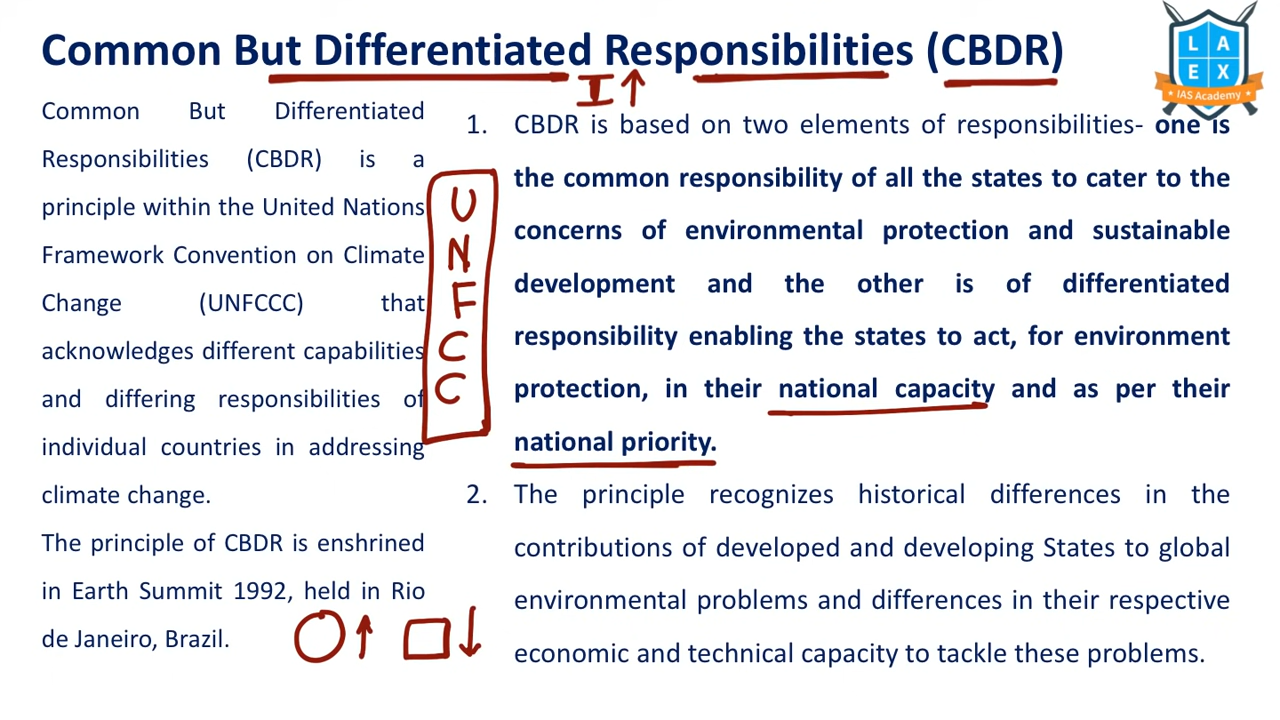 Common But Differentiated Responsibilities (CBDR)
L A
E X
IAS Academy
I
Common But Differentiated
Responsibilities (CBDR) is a
principle within the United Nations
Framework Convention on Climate
Change (UNFCCC) that
acknowledges different capabilities
and differing responsibilities of
individual countries in addressing
climate change.
The principle of CBDR is enshrined
in Earth Summit 1992, held in Rio
de Janeiro, Brazil.
U
N
F
C
C
1. CBDR is based on two elements of responsibilities- one is
the common responsibility of all the states to cater to the
concerns of environmental protection and sustainable
development and the other is of differentiated
responsibility enabling the states to act, for environment
protection, in their national capacity and as per their
national priority.
2. The principle recognizes historical differences in the
contributions of developed and developing States to global
environmental problems and differences in their respective
economic and technical capacity to tackle these problems.